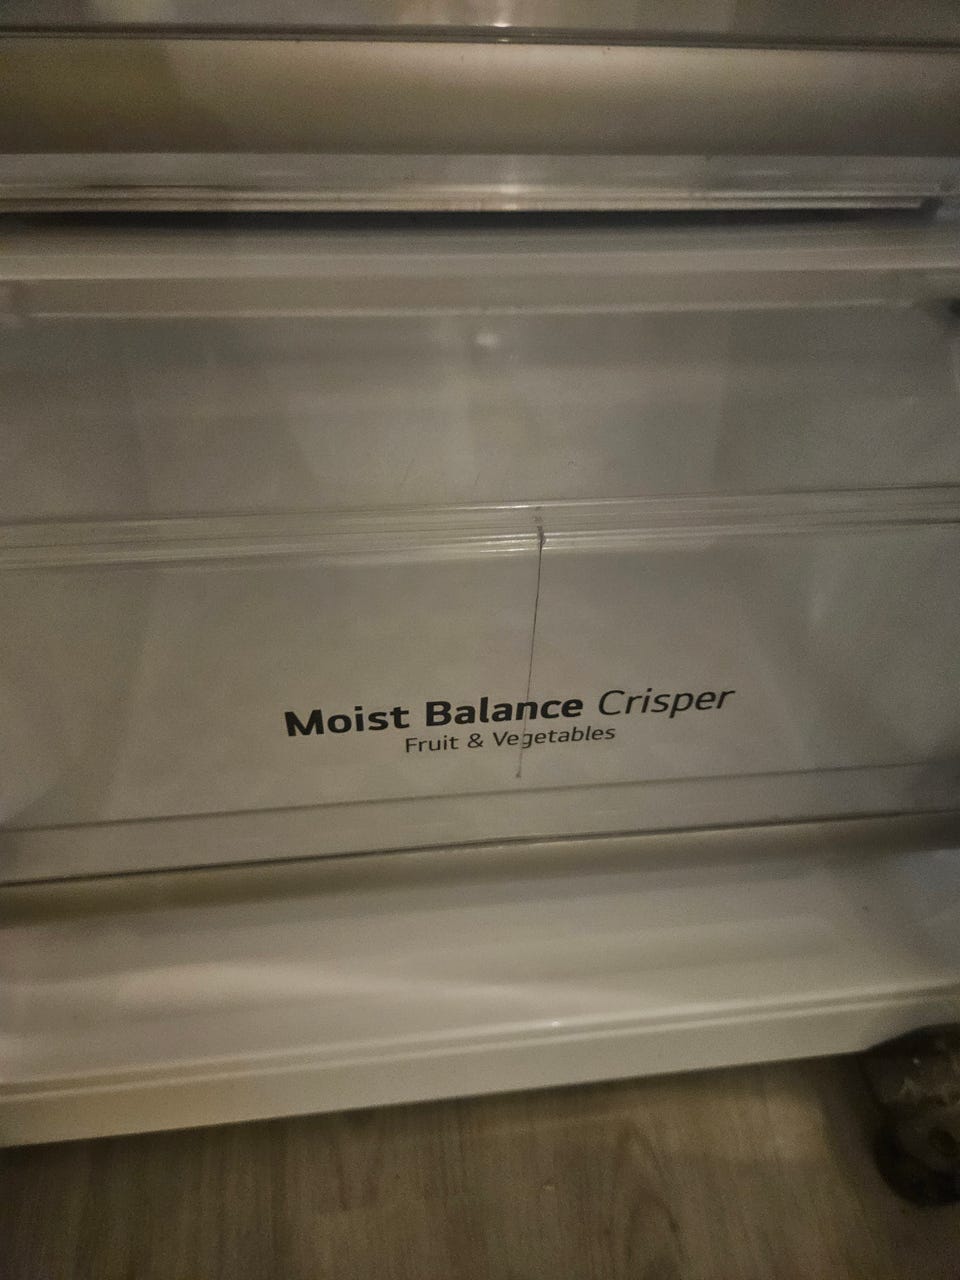 Moist Balance Crisper
Fruit & Vegetables